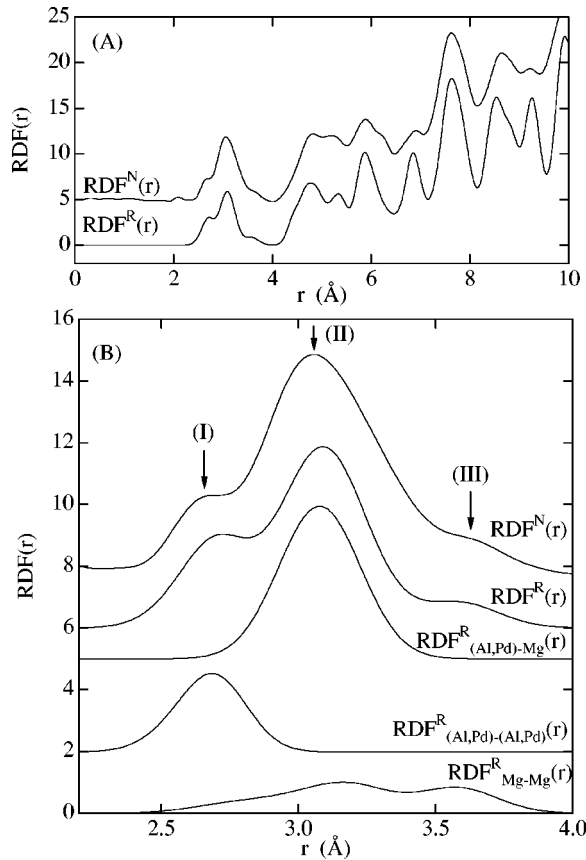 (A)
25
20
15
10
5
0
RDF(r)
RDF^N(r)
RDF^R(r)
0 2 4 6 8 10
r (Å)
(B)
16
14
12
10
8
6
4
2
0
RDF(r)
(I)
(II)
(III)
RDF^N(r)
RDF^R(r)
RDF^R_(Al,Pd)-Mg(r)
RDF^R_(Al,Pd)-(Al,Pd)(r)
RDF^R_Mg-Mg(r)
2.5 3.0 3.5 4.0
r (Å)